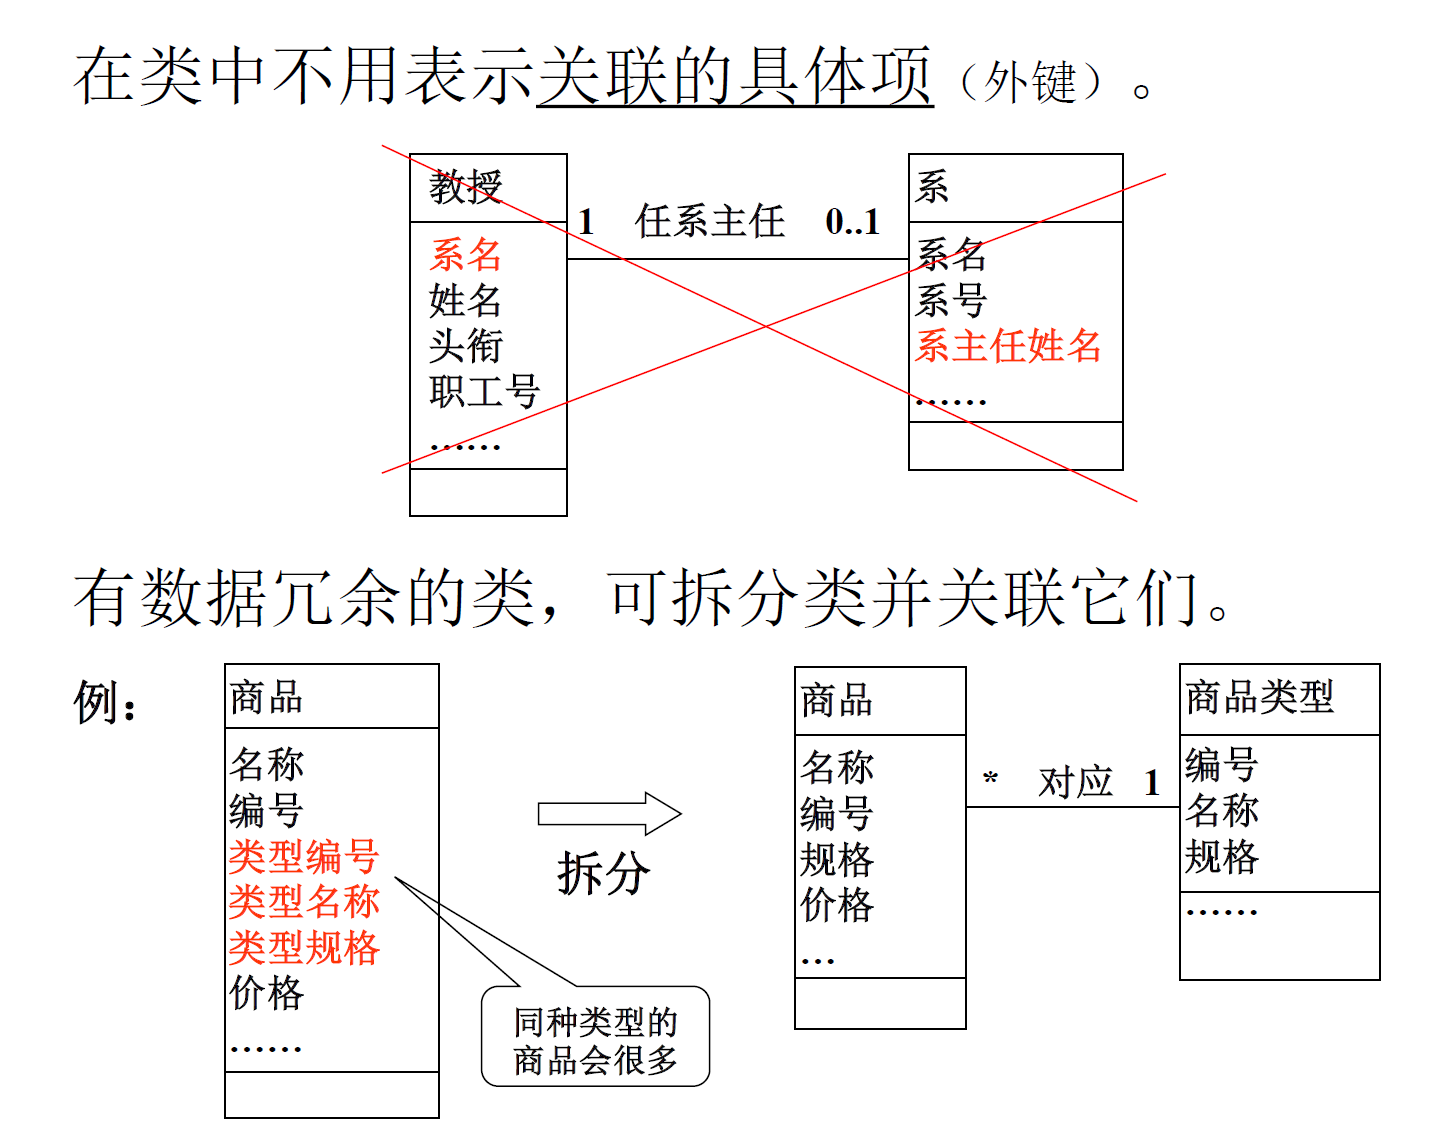 在类中不用表示关联的具体项（外键）。
教授
系名
姓名
头衔
职工号
……
1 任系主任 0..1
系
系名
系号
系主任姓名
……
有数据冗余的类，可拆分类并关联它们。
例：
商品
名称
编号
类型编号
类型名称
类型规格
价格
……
同种类型的
商品会很多
拆分
商品
名称
编号
规格
价格
…
* 对应 1
商品类型
编号
名称
规格
……